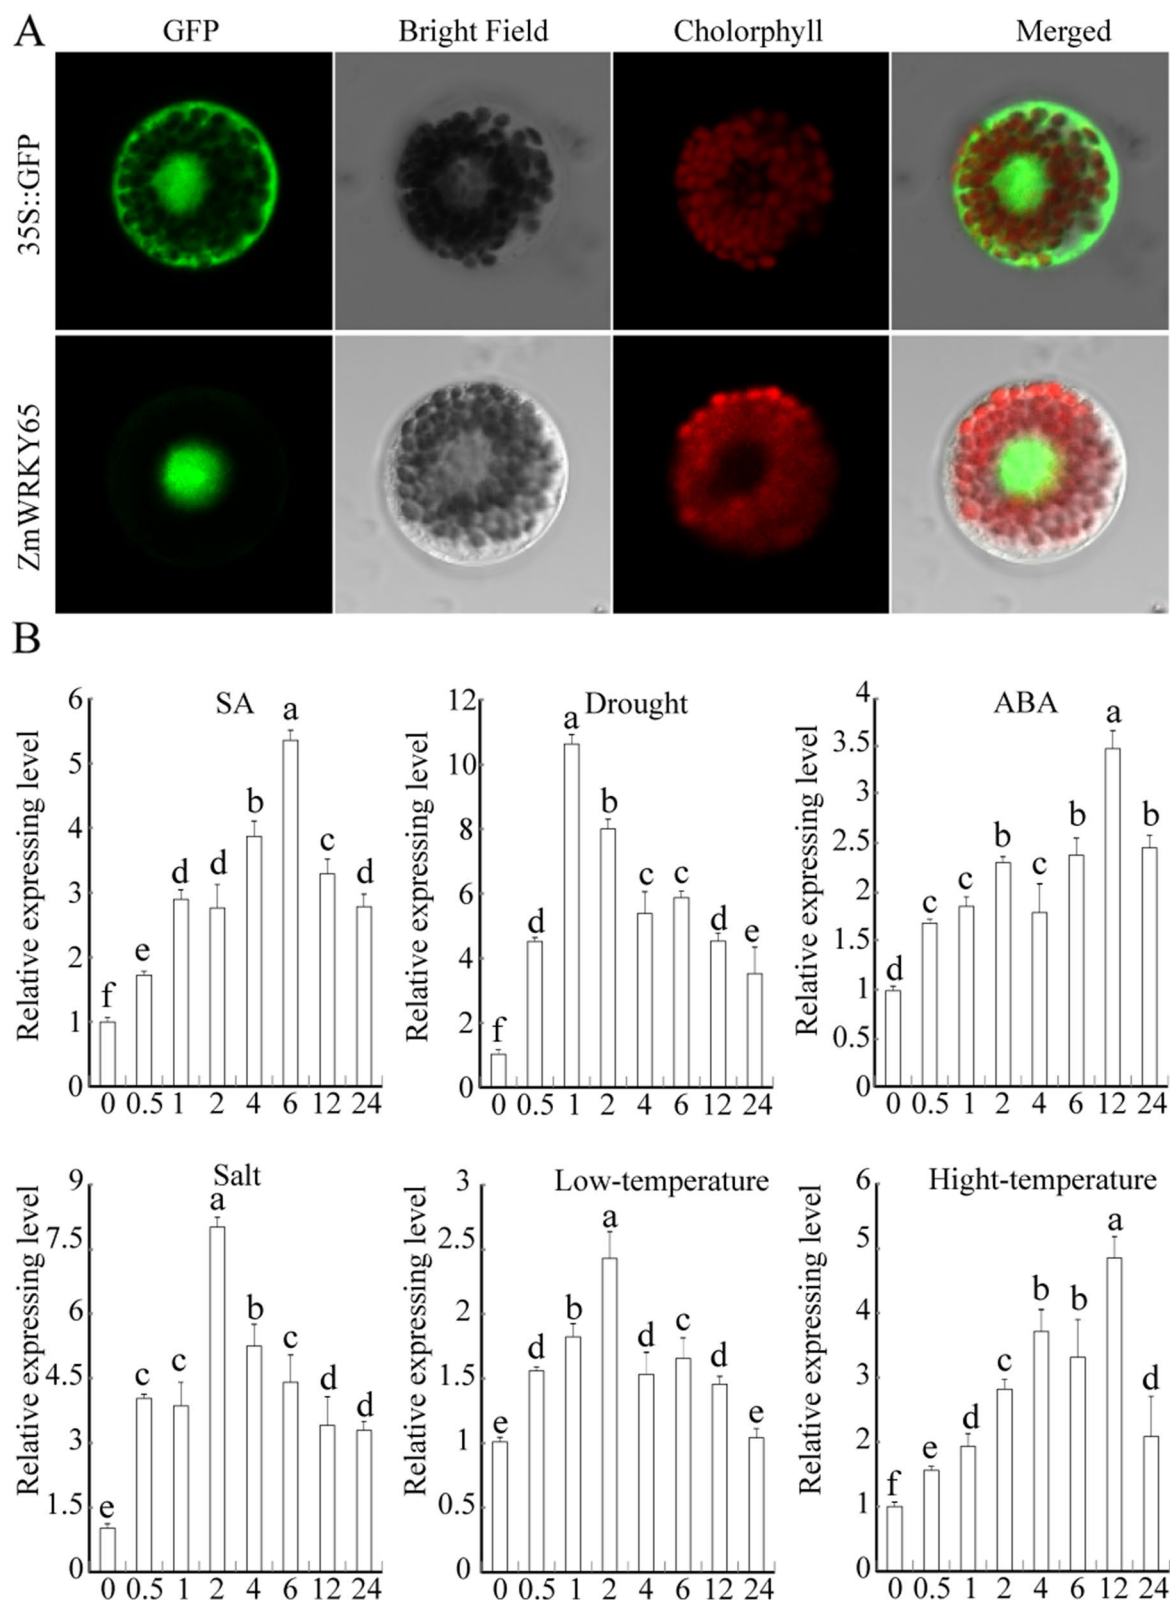 A
GFP
Bright Field
Cholorphyll
Merged
35S::GFP
ZmWRKY65
B
SA
Relative expressing level
6
5
4
3
2
1
0
f
e
d
d
b
a
c
d
0 0.5 1 2 4 6 12 24
Drought
Relative expressing level
12
10
8
6
4
2
0
f
d
a
b
c
c
d
e
0 0.5 1 2 4 6 12 24
ABA
Relative expressing level
4
3.5
3
2.5
2
1.5
1
0.5
0
d
c
c
b
c
b
a
b
0 0.5 1 2 4 6 12 24
Salt
Relative expressing level
9
7.5
6
4.5
3
1.5
0
e
c
c
a
b
c
d
d
0 0.5 1 2 4 6 12 24
Low-temperature
Relative expressing level
3
2.5
2
1.5
1
0.5
0
e
d
b
a
d
c
d
e
0 0.5 1 2 4 6 12 24
Hight-temperature
Relative expressing level
6
5
4
3
2
1
0
f
e
d
c
b
b
a
d
0 0.5 1 2 4 6 12 24